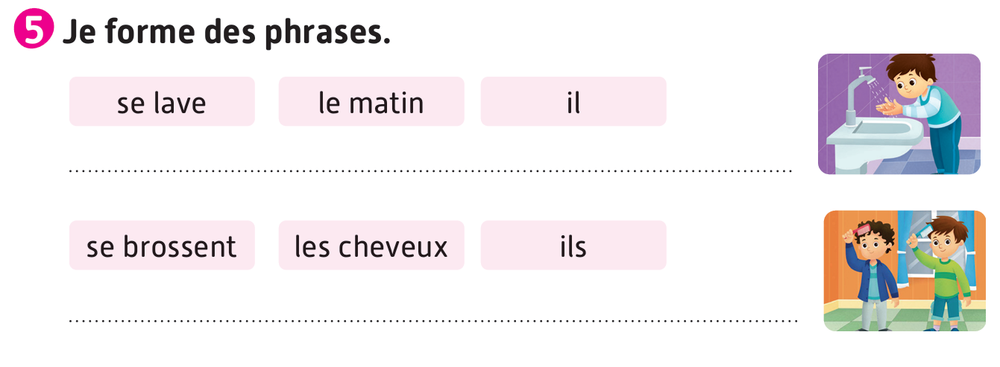 5 Je forme des phrases.
se lave le matin il
se brossent les cheveux ils